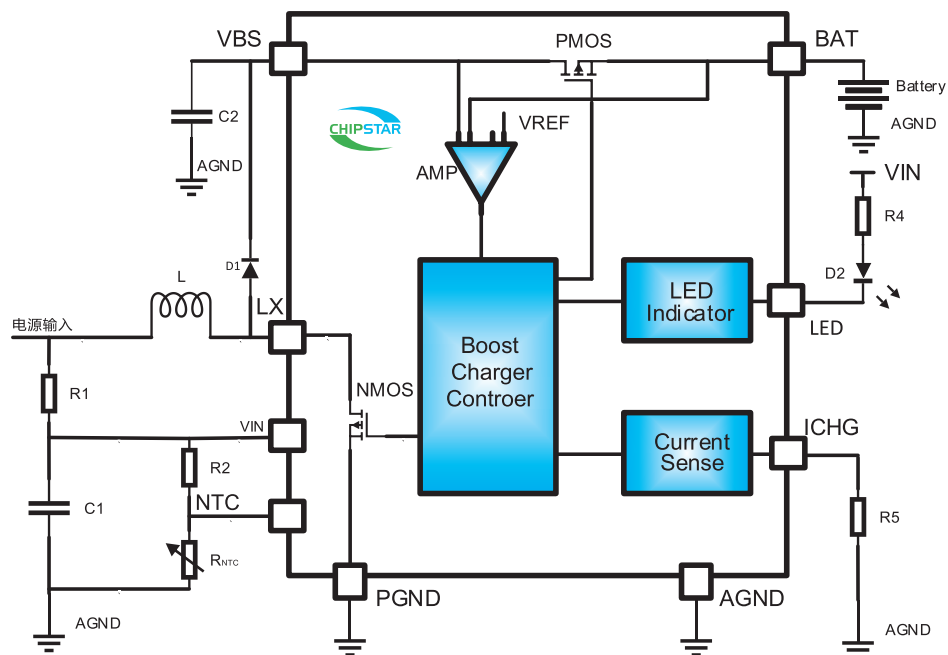 VBS
PMOS
BAT
C2
CHIPSTAR
VREF
Battery
AGND
AMP
AGND
VIN
R4
D1
L
LX
LED
Indicator
D2
LED
电源输入
Boost
Charger
Controer
R1
NMOS
VIN
ICHG
Current
Sense
R2
NTC
C1
R5
RNTC
PGND
AGND
AGND
AGND